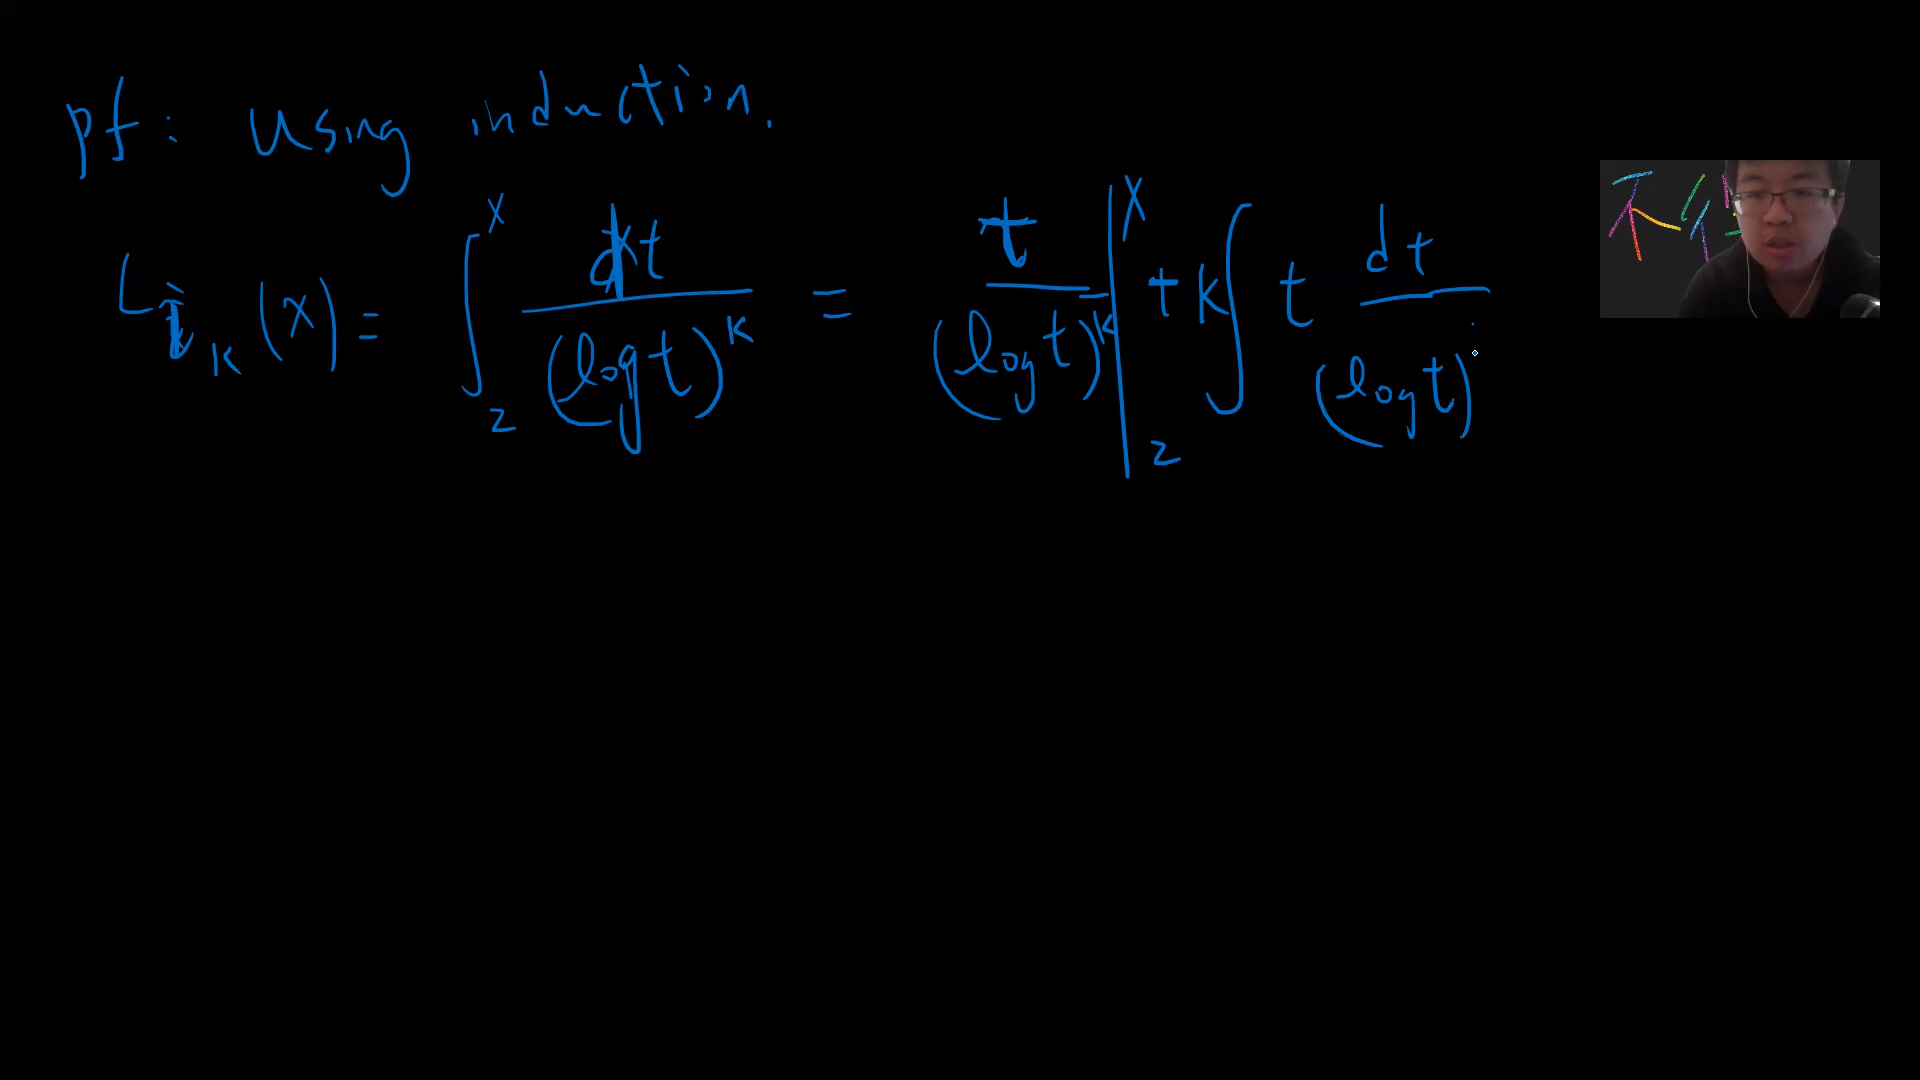 pf: Using induction.
Li_k(x) = ∫_2^x dt/(log t)^k = t/(log t)^k |_2^x + k∫ t dt/(log t)